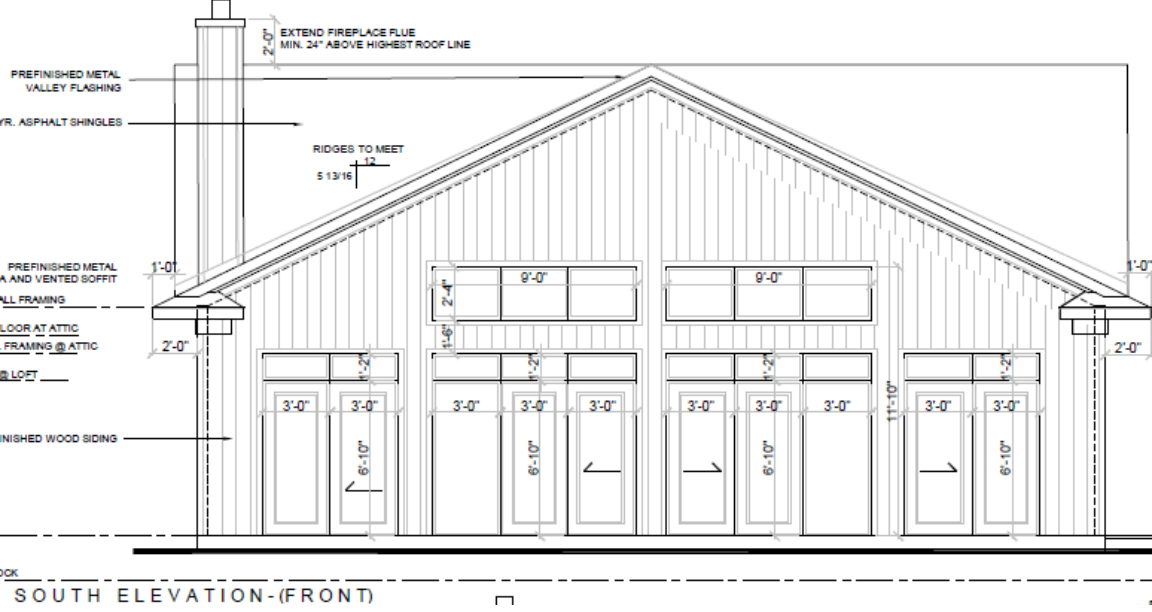 2'-0"
EXTEND FIREPLACE FLUE
MIN. 24" ABOVE HIGHEST ROOF LINE
PREFINISHED METAL
VALLEY FLASHING
YR. ASPHALT SHINGLES
RIDGES TO MEET
12
5 13/16
PREFINISHED METAL
A AND VENTED SOFFIT
1'-0"
1'-0"
ALL FRAMING
9'-0"
9'-0"
2'-4"
LOOR AT ATTIC
FRAMING @ ATTIC
2'-0"
1'-6"
2'-0"
@ LOFT
1'-2"
1'-2"
1'-2"
1'-2"
3'-0" 3'-0" 3'-0" 3'-0" 3'-0" 3'-0" 3'-0" 3'-0" 3'-0" 3'-0"
11'-10"
INISHED WOOD SIDING
6'-10"
6'-10"
6'-10"
6'-10"
OCK
SOUTH ELEVATION-(FRONT)